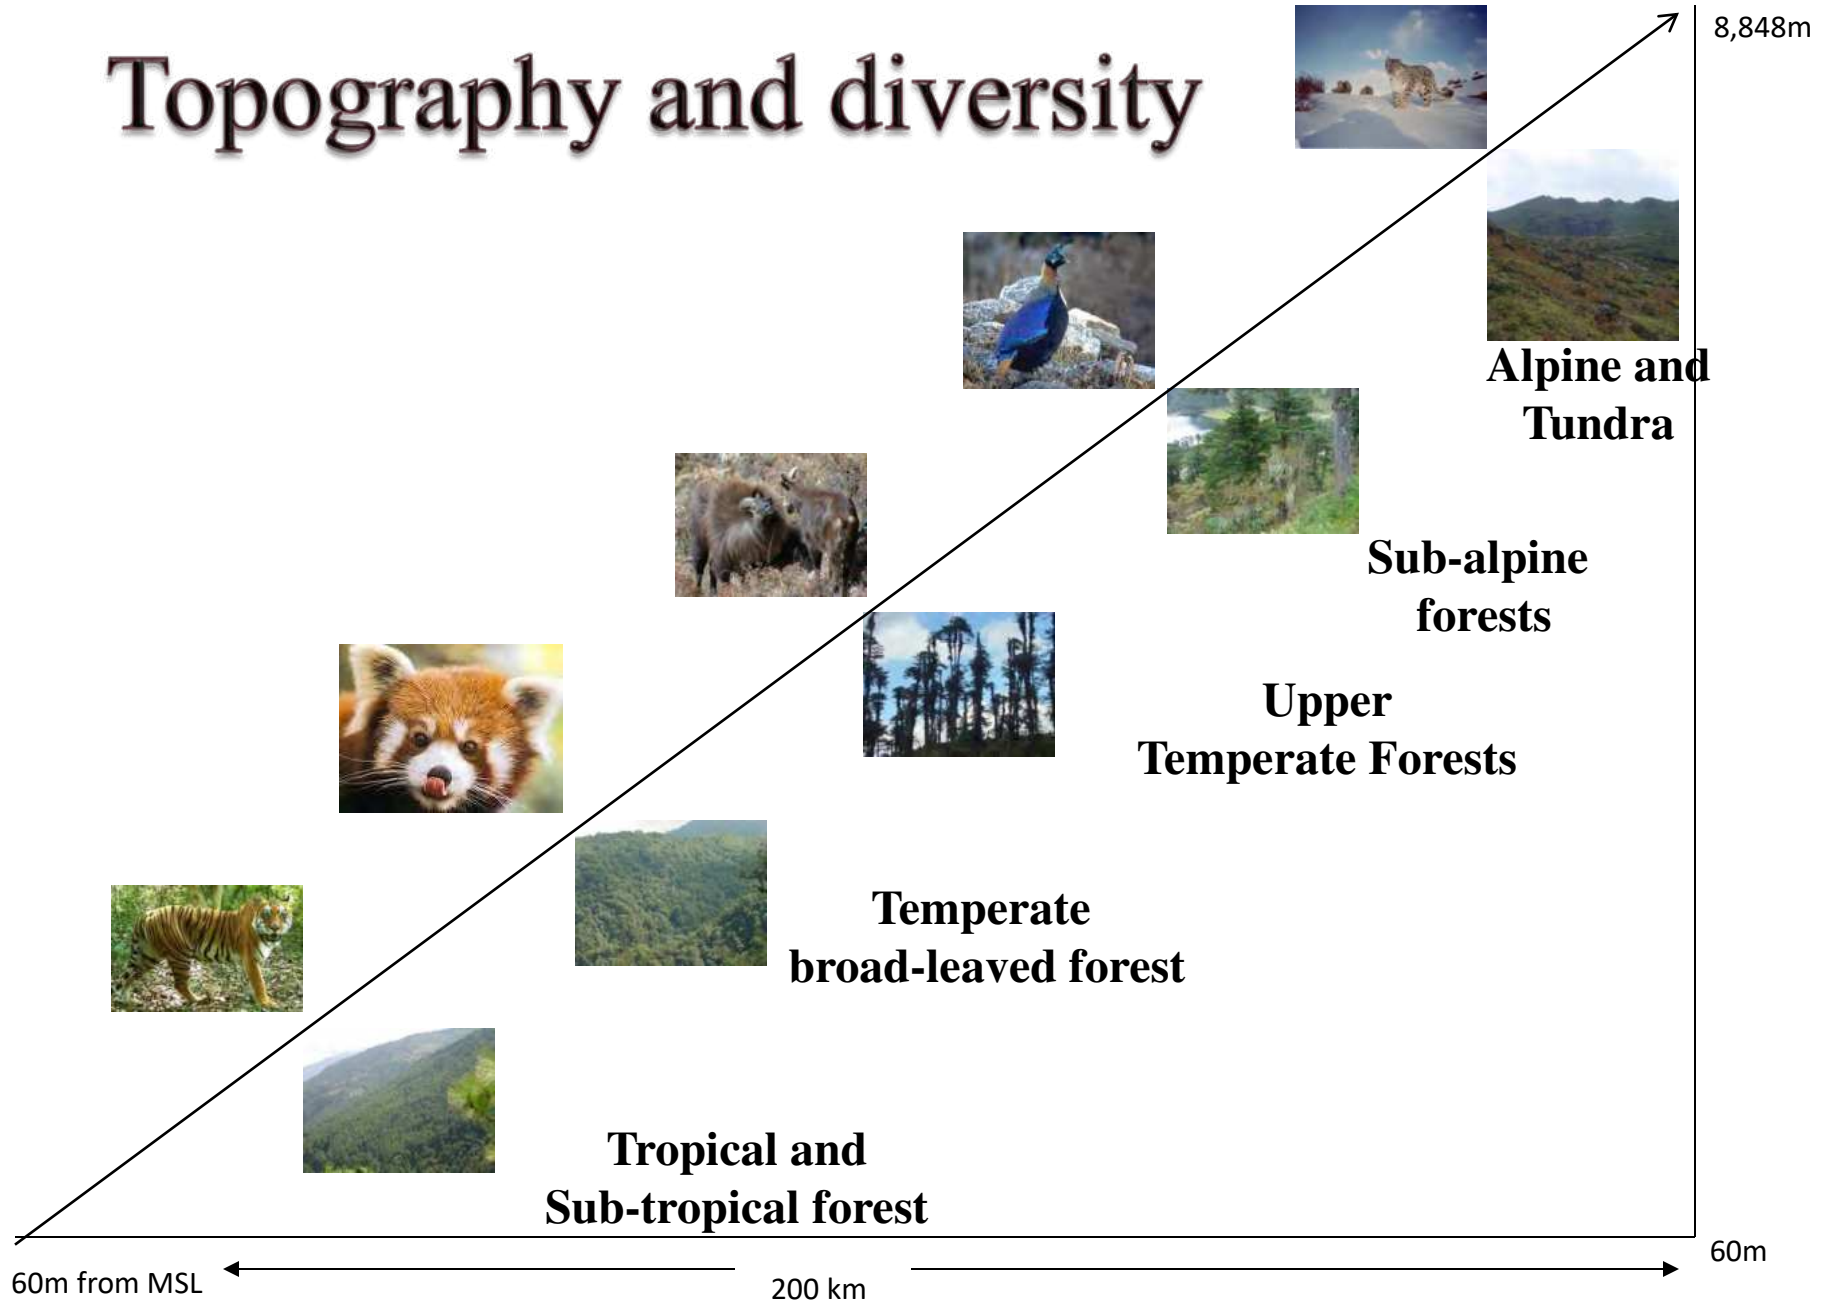 Topography and diversity
8,848m
Alpine and
Tundra
Sub-alpine
forests
Upper
Temperate Forests
Temperate
broad-leaved forest
Tropical and
Sub-tropical forest
60m
60m from MSL
200 km